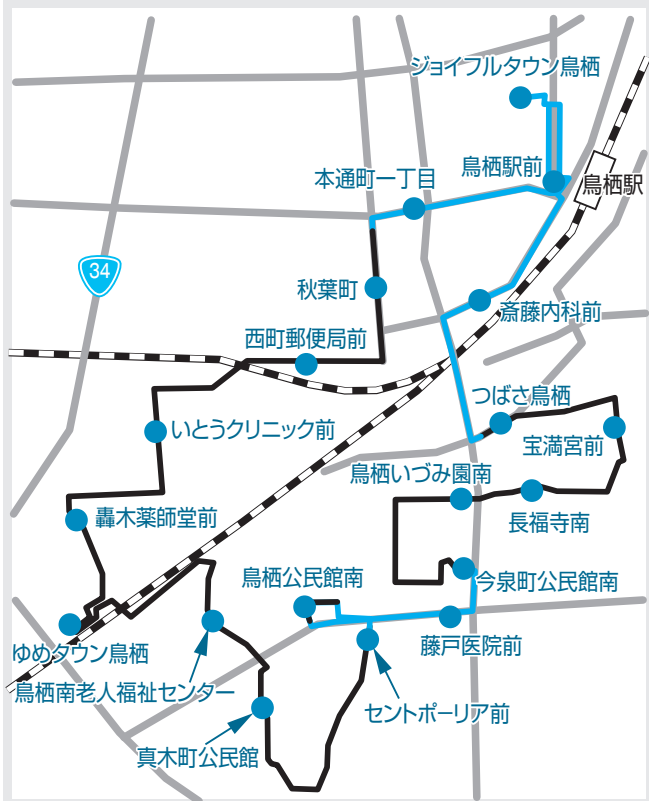 ジョイフルタウン鳥栖
鳥栖駅前
鳥栖駅
本通町一丁目
34
秋葉町
斎藤内科前
西町郵便局前
つばさ鳥栖
いとうクリニック前
宝満宮前
鳥栖いづみ園南
長福寺南
轟木薬師堂前
鳥栖公民館南
今泉町公民館南
ゆめタウン鳥栖
藤戸医院前
鳥栖南老人福祉センター
セントポーリア前
真木町公民館